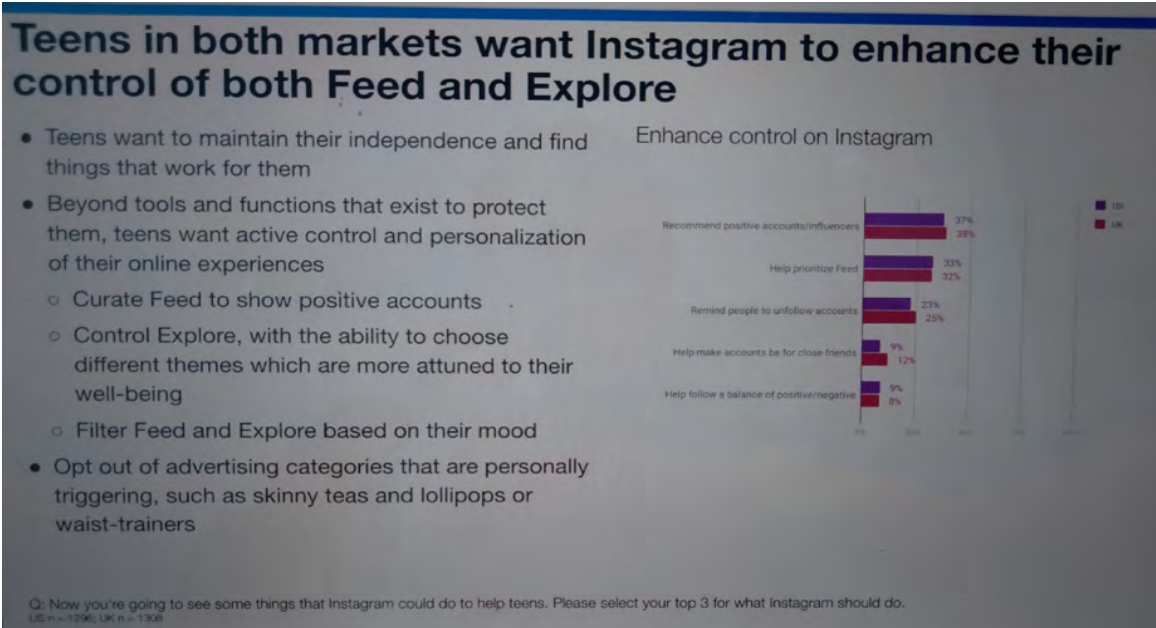 Teens in both markets want Instagram to enhance their
control of both Feed and Explore
• Teens want to maintain their independence and find
things that work for them
• Beyond tools and functions that exist to protect
them, teens want active control and personalization
of their online experiences
○ Curate Feed to show positive accounts
○ Control Explore, with the ability to choose
different themes which are more attuned to their
well-being
○ Filter Feed and Explore based on their mood
• Opt out of advertising categories that are personally
triggering, such as skinny teas and lollipops or
waist-trainers
Enhance control on Instagram
US
UK
Recommend positive accounts/influencers
37%
38%
Help prioritize Feed
33%
32%
Remind people to unfollow accounts
23%
25%
Help make accounts be for close friends
9%
12%
Help follow a balance of positive/negative
9%
8%
0%
Q: Now you're going to see some things that Instagram could do to help teens. Please select your top 3 for what Instagram should do.
US n = 1296; UK n = 1308